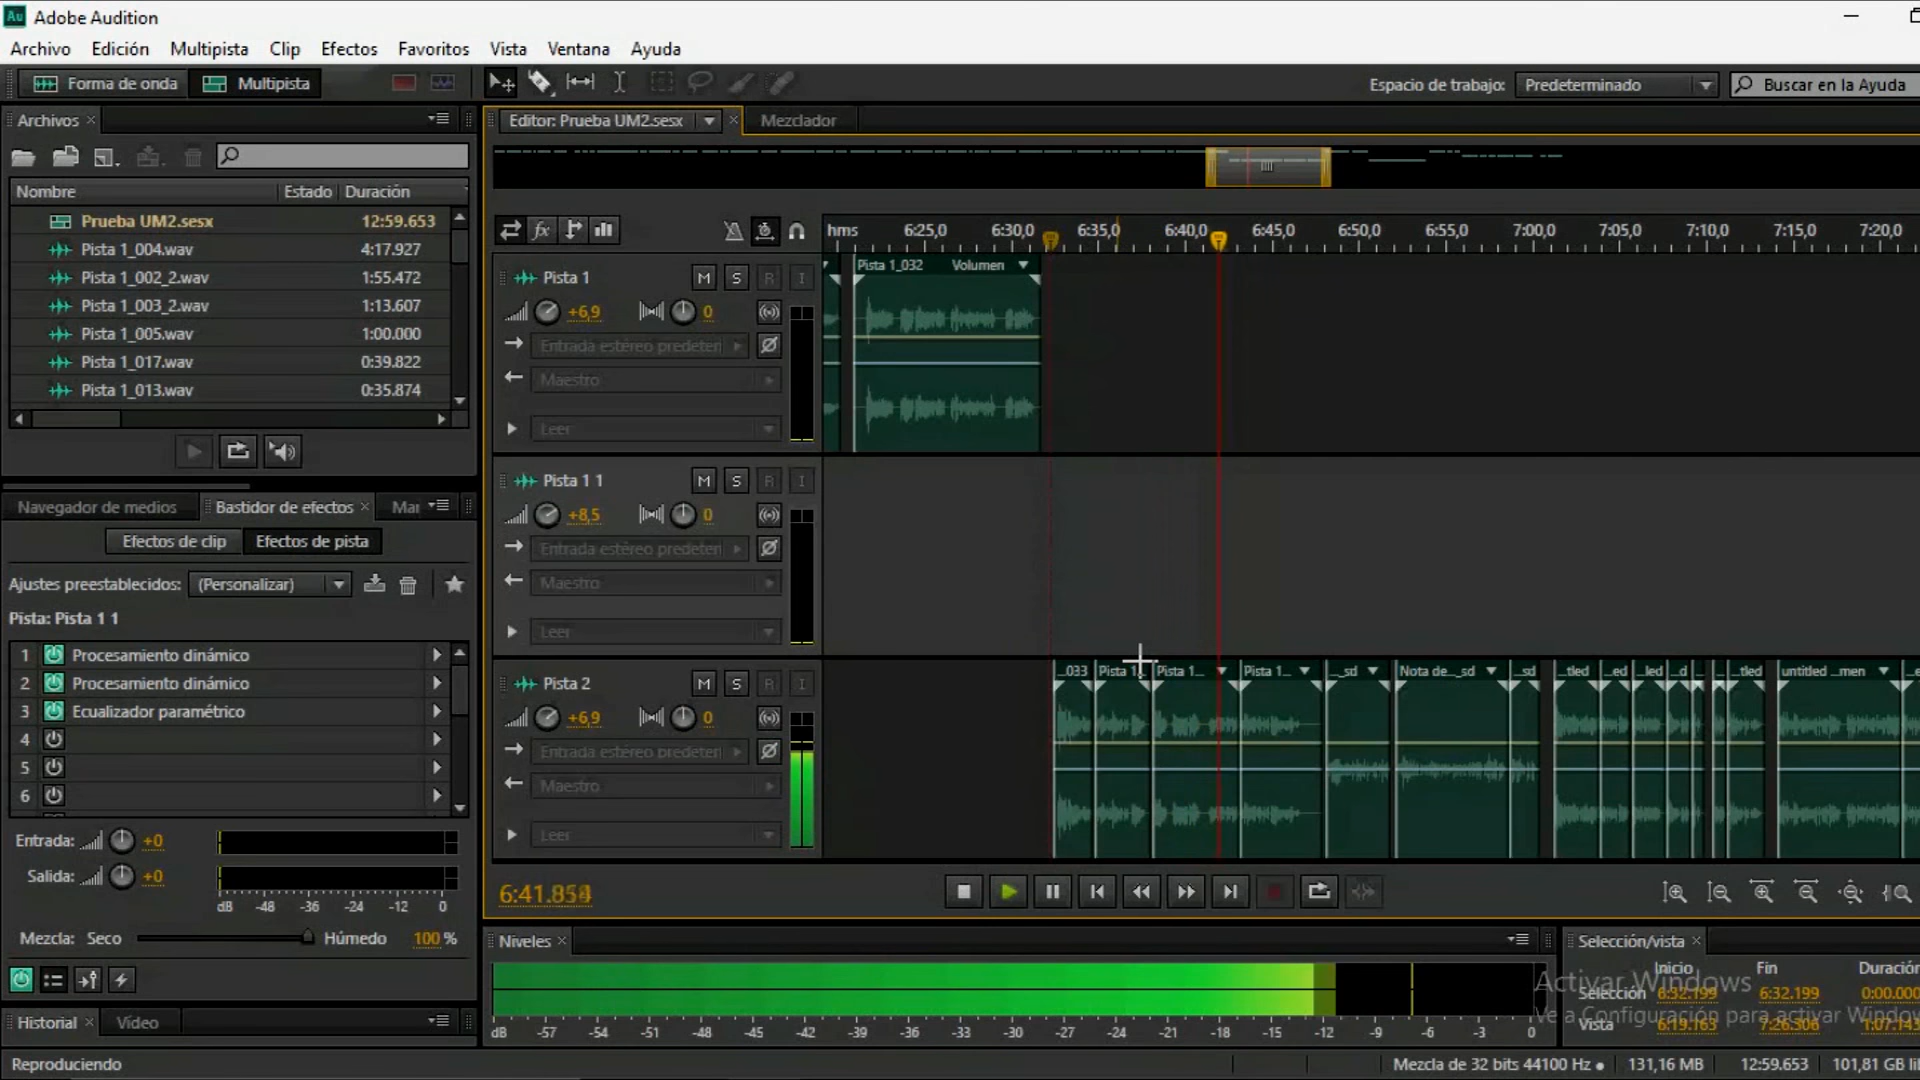 Au Adobe Audition
Archivo Edición Multipista Clip Efectos Favoritos Vista Ventana Ayuda
Forma de onda Multipista Espacio de trabajo: Predeterminado Buscar en la Ayuda
Archivos
Editor: Prueba UM2.sesx Mezclador
Nombre Estado Duración
Prueba UM2.sesx 12:59.653
Pista 1_004.wav 4:17.927
Pista 1_002_2.wav 1:55.472
Pista 1_003_2.wav 1:13.607
Pista 1_005.wav 1:00.000
Pista 1_017.wav 0:39.822
Pista 1_013.wav 0:35.874
fx
hms 6:25,0 6:30,0 6:35,0 6:40,0 6:45,0 6:50,0 6:55,0 7:00,0 7:05,0 7:10,0 7:15,0 7:20,0
Pista 1 M S R I
+6,9 0
Entrada estéreo predeter
Maestro
Leer
Pista 1_032 Volumen
Pista 1 1 M S R I
+8,5 0
Entrada estéreo predeter
Maestro
Leer
Pista 2 M S R I
+6,9 0
Entrada estéreo predeter
Maestro
Leer
_033 Pista 1_ Pista 1_... Pista 1... ..._sd Nota de..._sd ...sd ...tled ...ed ...led ...d ... ...tled untitled ...men
Navegador de medios Bastidor de efectos Mar
Efectos de clip Efectos de pista
Ajustes preestablecidos: (Personalizar)
Pista: Pista 1 1
1 Procesamiento dinámico
2 Procesamiento dinámico
3 Ecualizador paramétrico
4
5
6
Entrada: +0
Salida: +0
dB -48 -36 -24 -12 0
Mezcla: Seco Húmedo 100 %
Historial Vídeo
6:41.854
Niveles
dB -57 -54 -51 -48 -45 -42 -39 -36 -33 -30 -27 -24 -21 -18 -15 -12 -9 -6 -3 0
Selección/vista
Inicio Fin Duración
Selección 6:32.199 6:32.199 0:00.000
Vista 6:19.163 7:26.306 1:07.143
Activar Windows
Ve a Configuración para activar Window
Reproduciendo
Mezcla de 32 bits 44100 Hz 131,16 MB 12:59.653 101,81 GB li